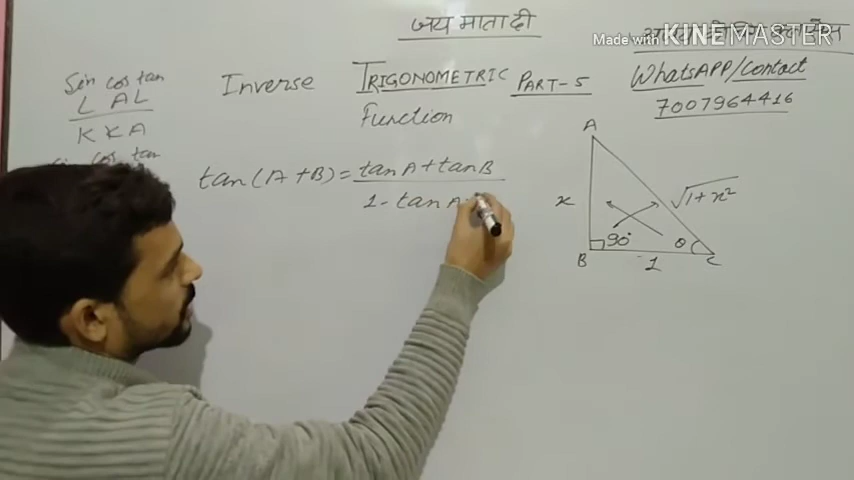 जय माता दी
Made with KINEMASTER
Sin cos tan
L A L
K K A
Inverse TRIGONOMETRIC PART-5
Function
WhatsAPP/Contact
7007964416
tan(A+B)=tanA+tanB
1-tanA
A
x
√1+x²
90°
θ
B
1
C